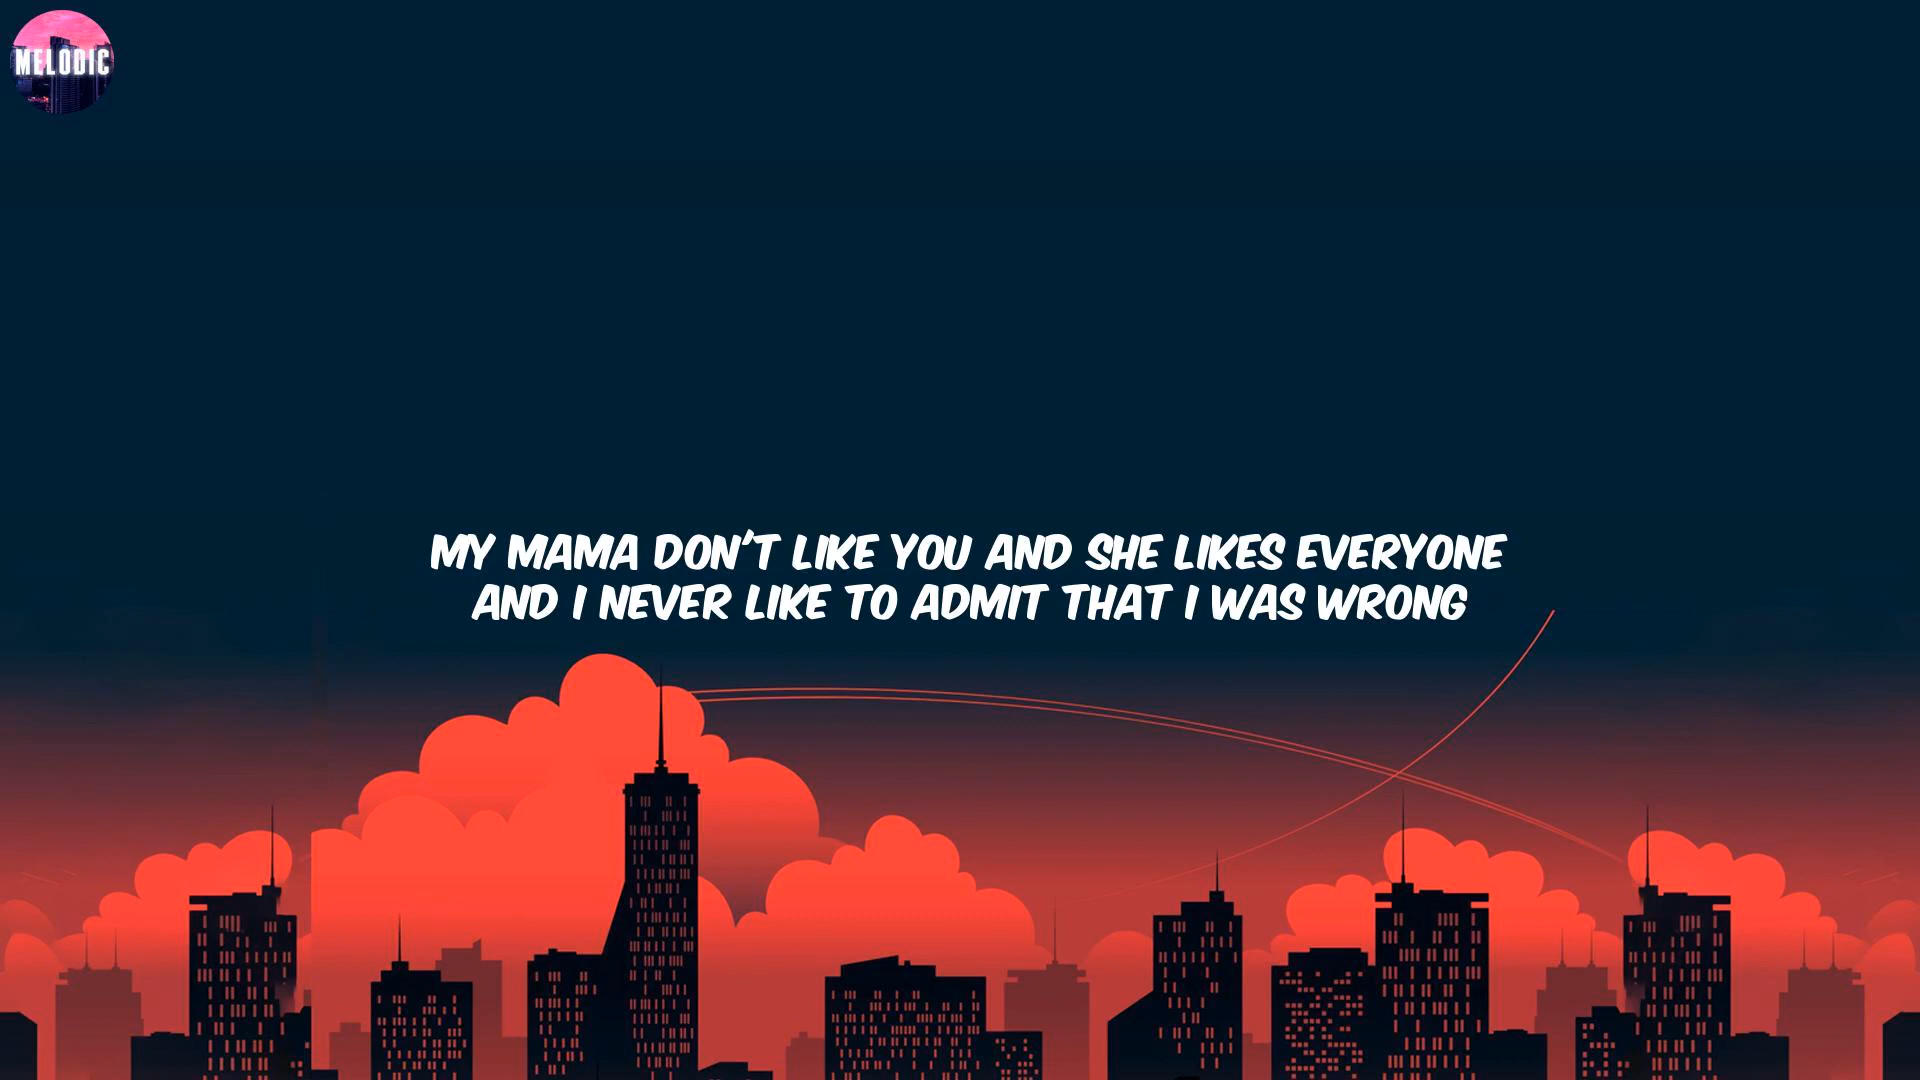 MELODIC
MY MAMA DON'T LIKE YOU AND SHE LIKES EVERYONE
AND I NEVER LIKE TO ADMIT THAT I WAS WRONG